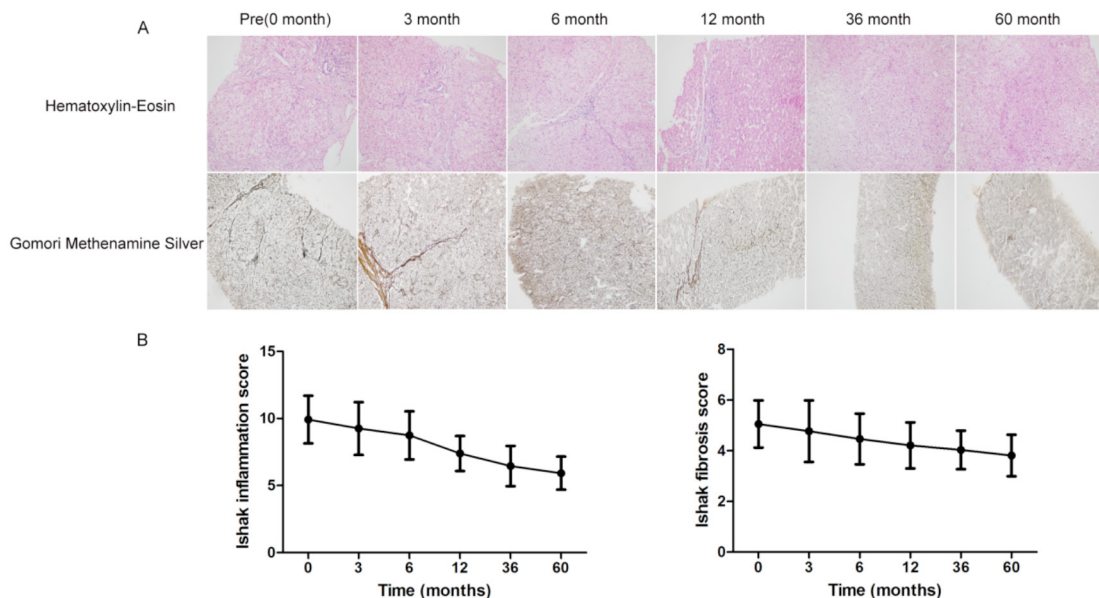 A
Pre(0 month) 3 month 6 month 12 month 36 month 60 month
Hematoxylin-Eosin
Gomori Methenamine Silver
B
Ishak inflammation score
15
10
5
0
0 3 6 12 36 60
Time (months)
Ishak fibrosis score
8
6
4
2
0
0 3 6 12 36 60
Time (months)